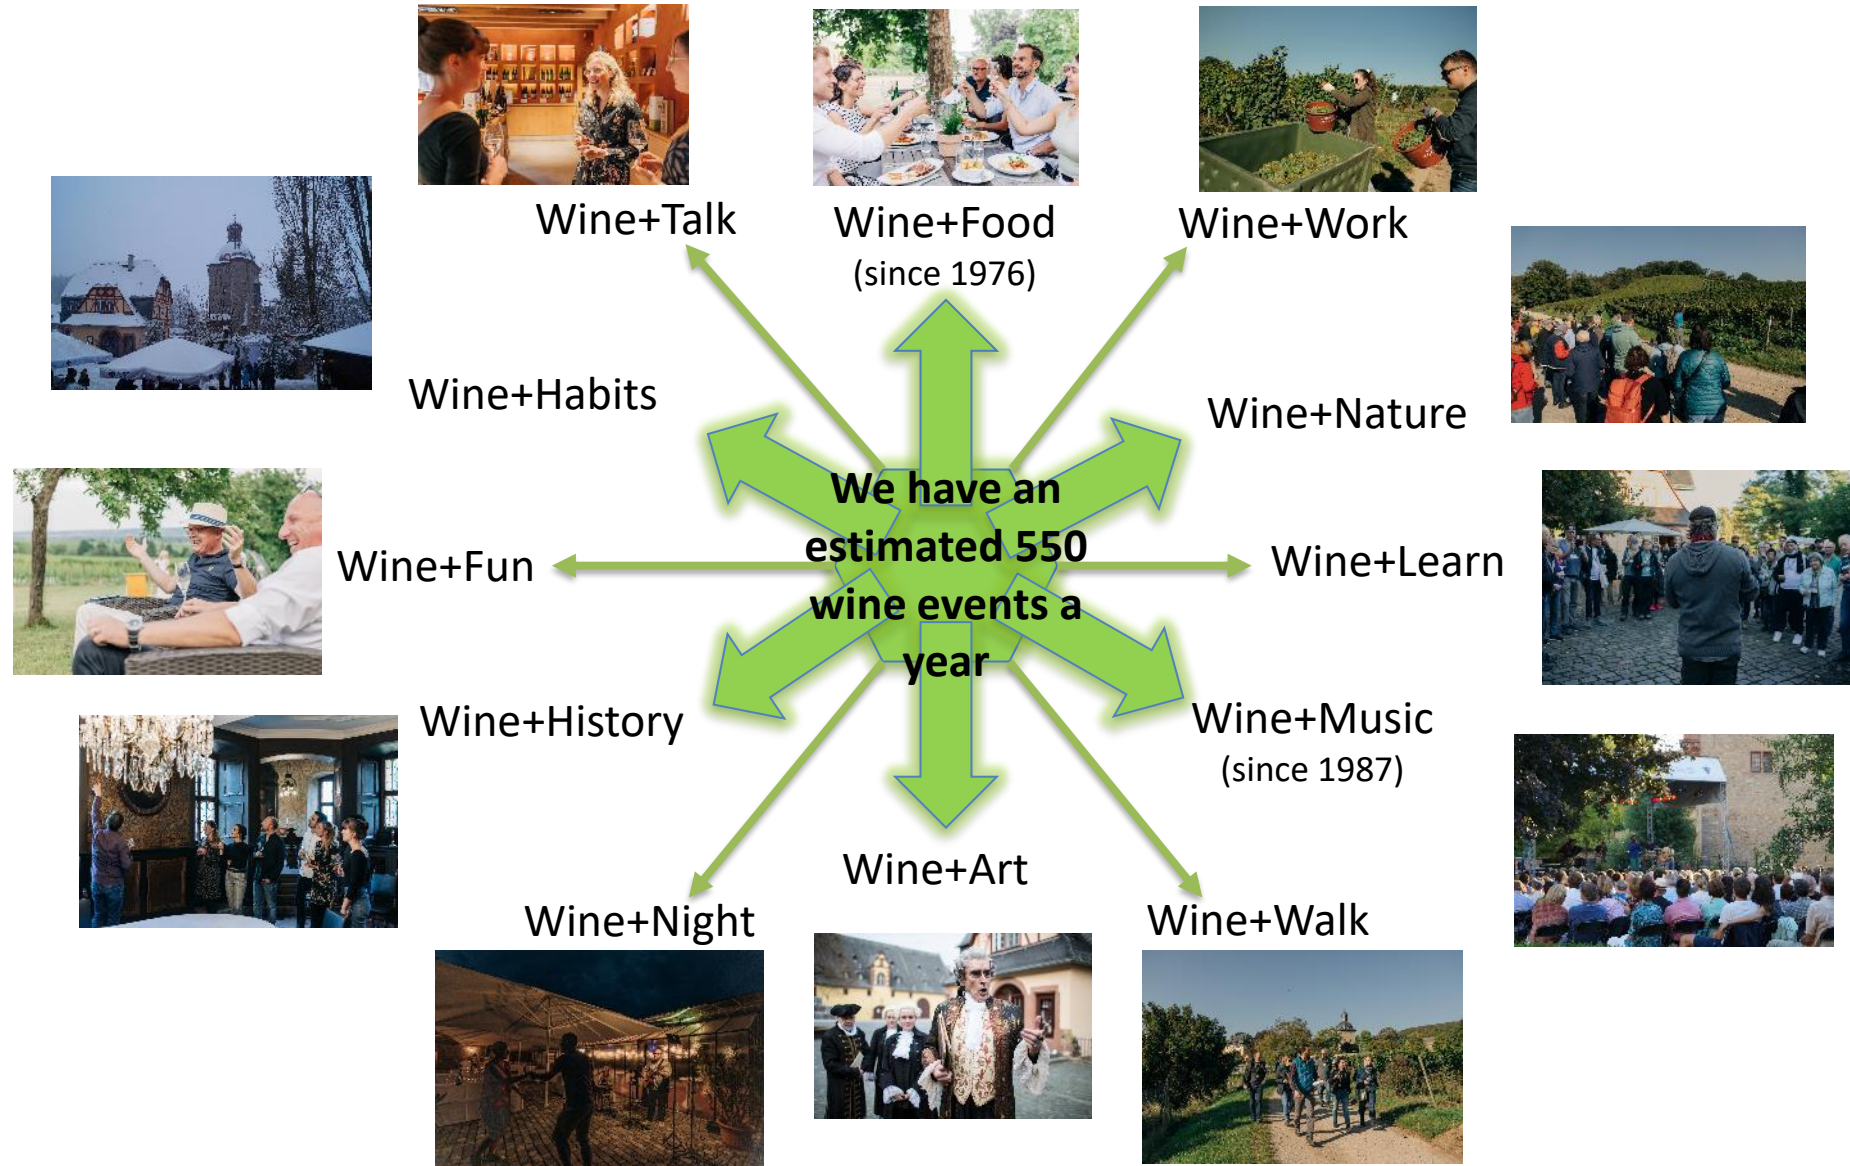 Wine+Talk
Wine+Food
(since 1976)
Wine+Work
Wine+Habits
Wine+Nature
We have an
estimated 550
wine events a
year
Wine+Fun
Wine+Learn
Wine+History
Wine+Music
(since 1987)
Wine+Art
Wine+Night
Wine+Walk